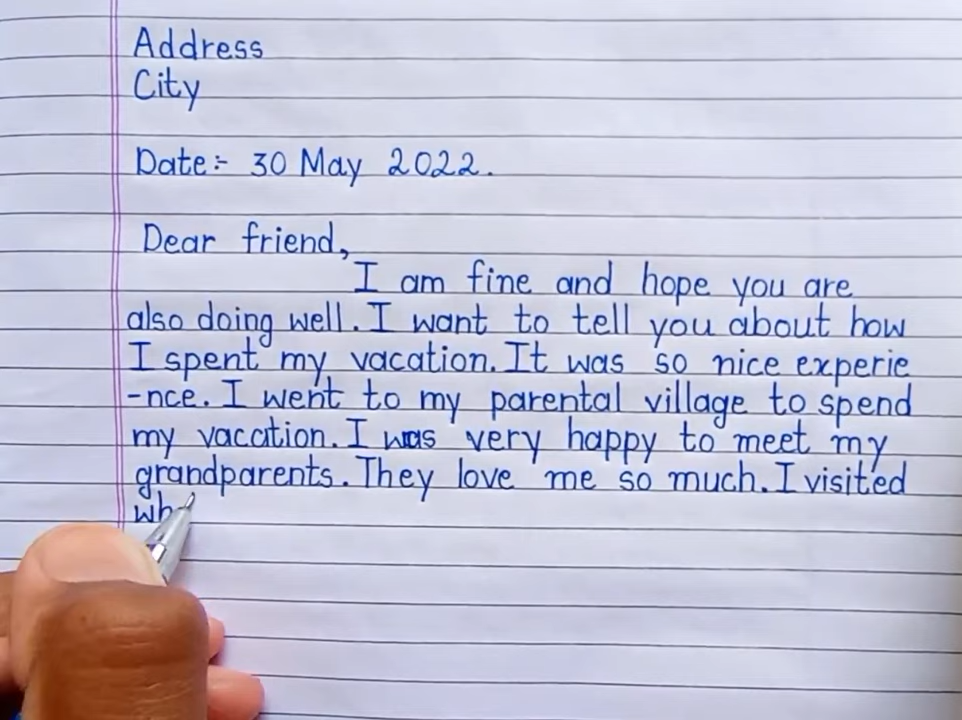 Address
City
Date:- 30 May 2022.
Dear friend,
I am fine and hope you are
also doing well. I want to tell you about how
I spent my vacation. It was so nice experie
-nce. I went to my parental village to spend
my vacation. I was very happy to meet my
grandparents. They love me so much. I visited